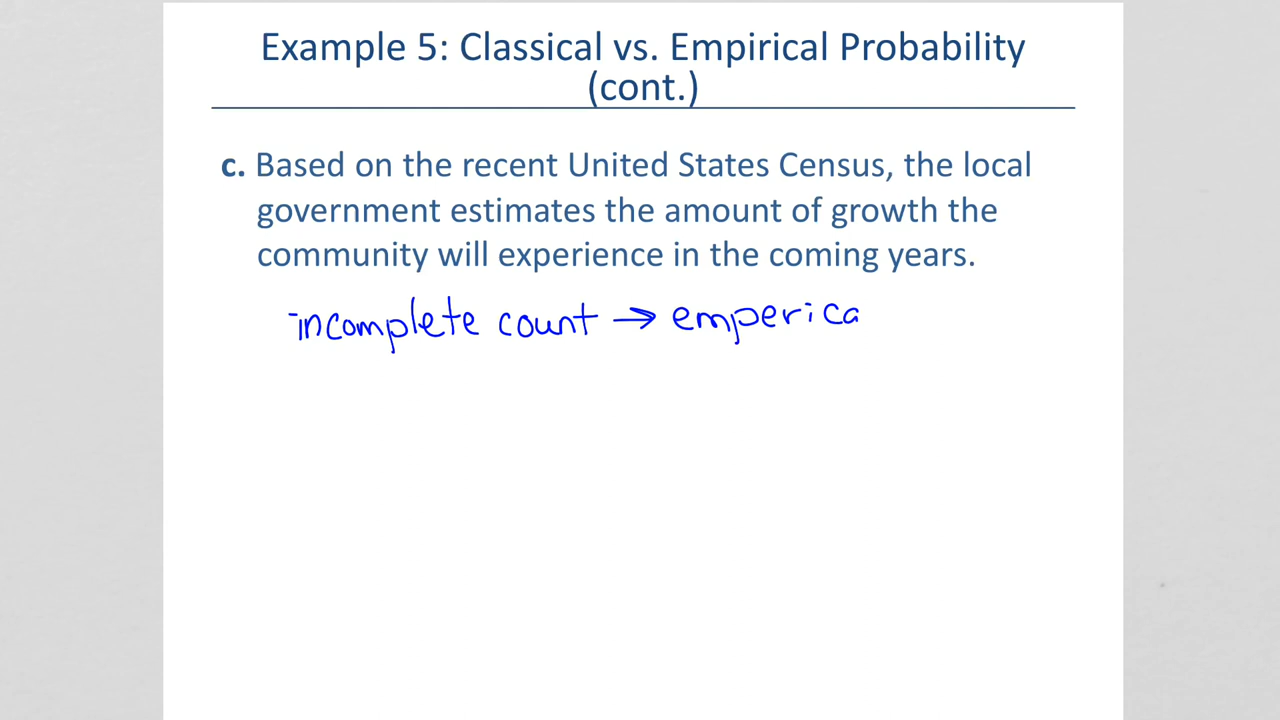 Example 5: Classical vs. Empirical Probability
(cont.)
c. Based on the recent United States Census, the local
government estimates the amount of growth the
community will experience in the coming years.
incomplete count → emperica